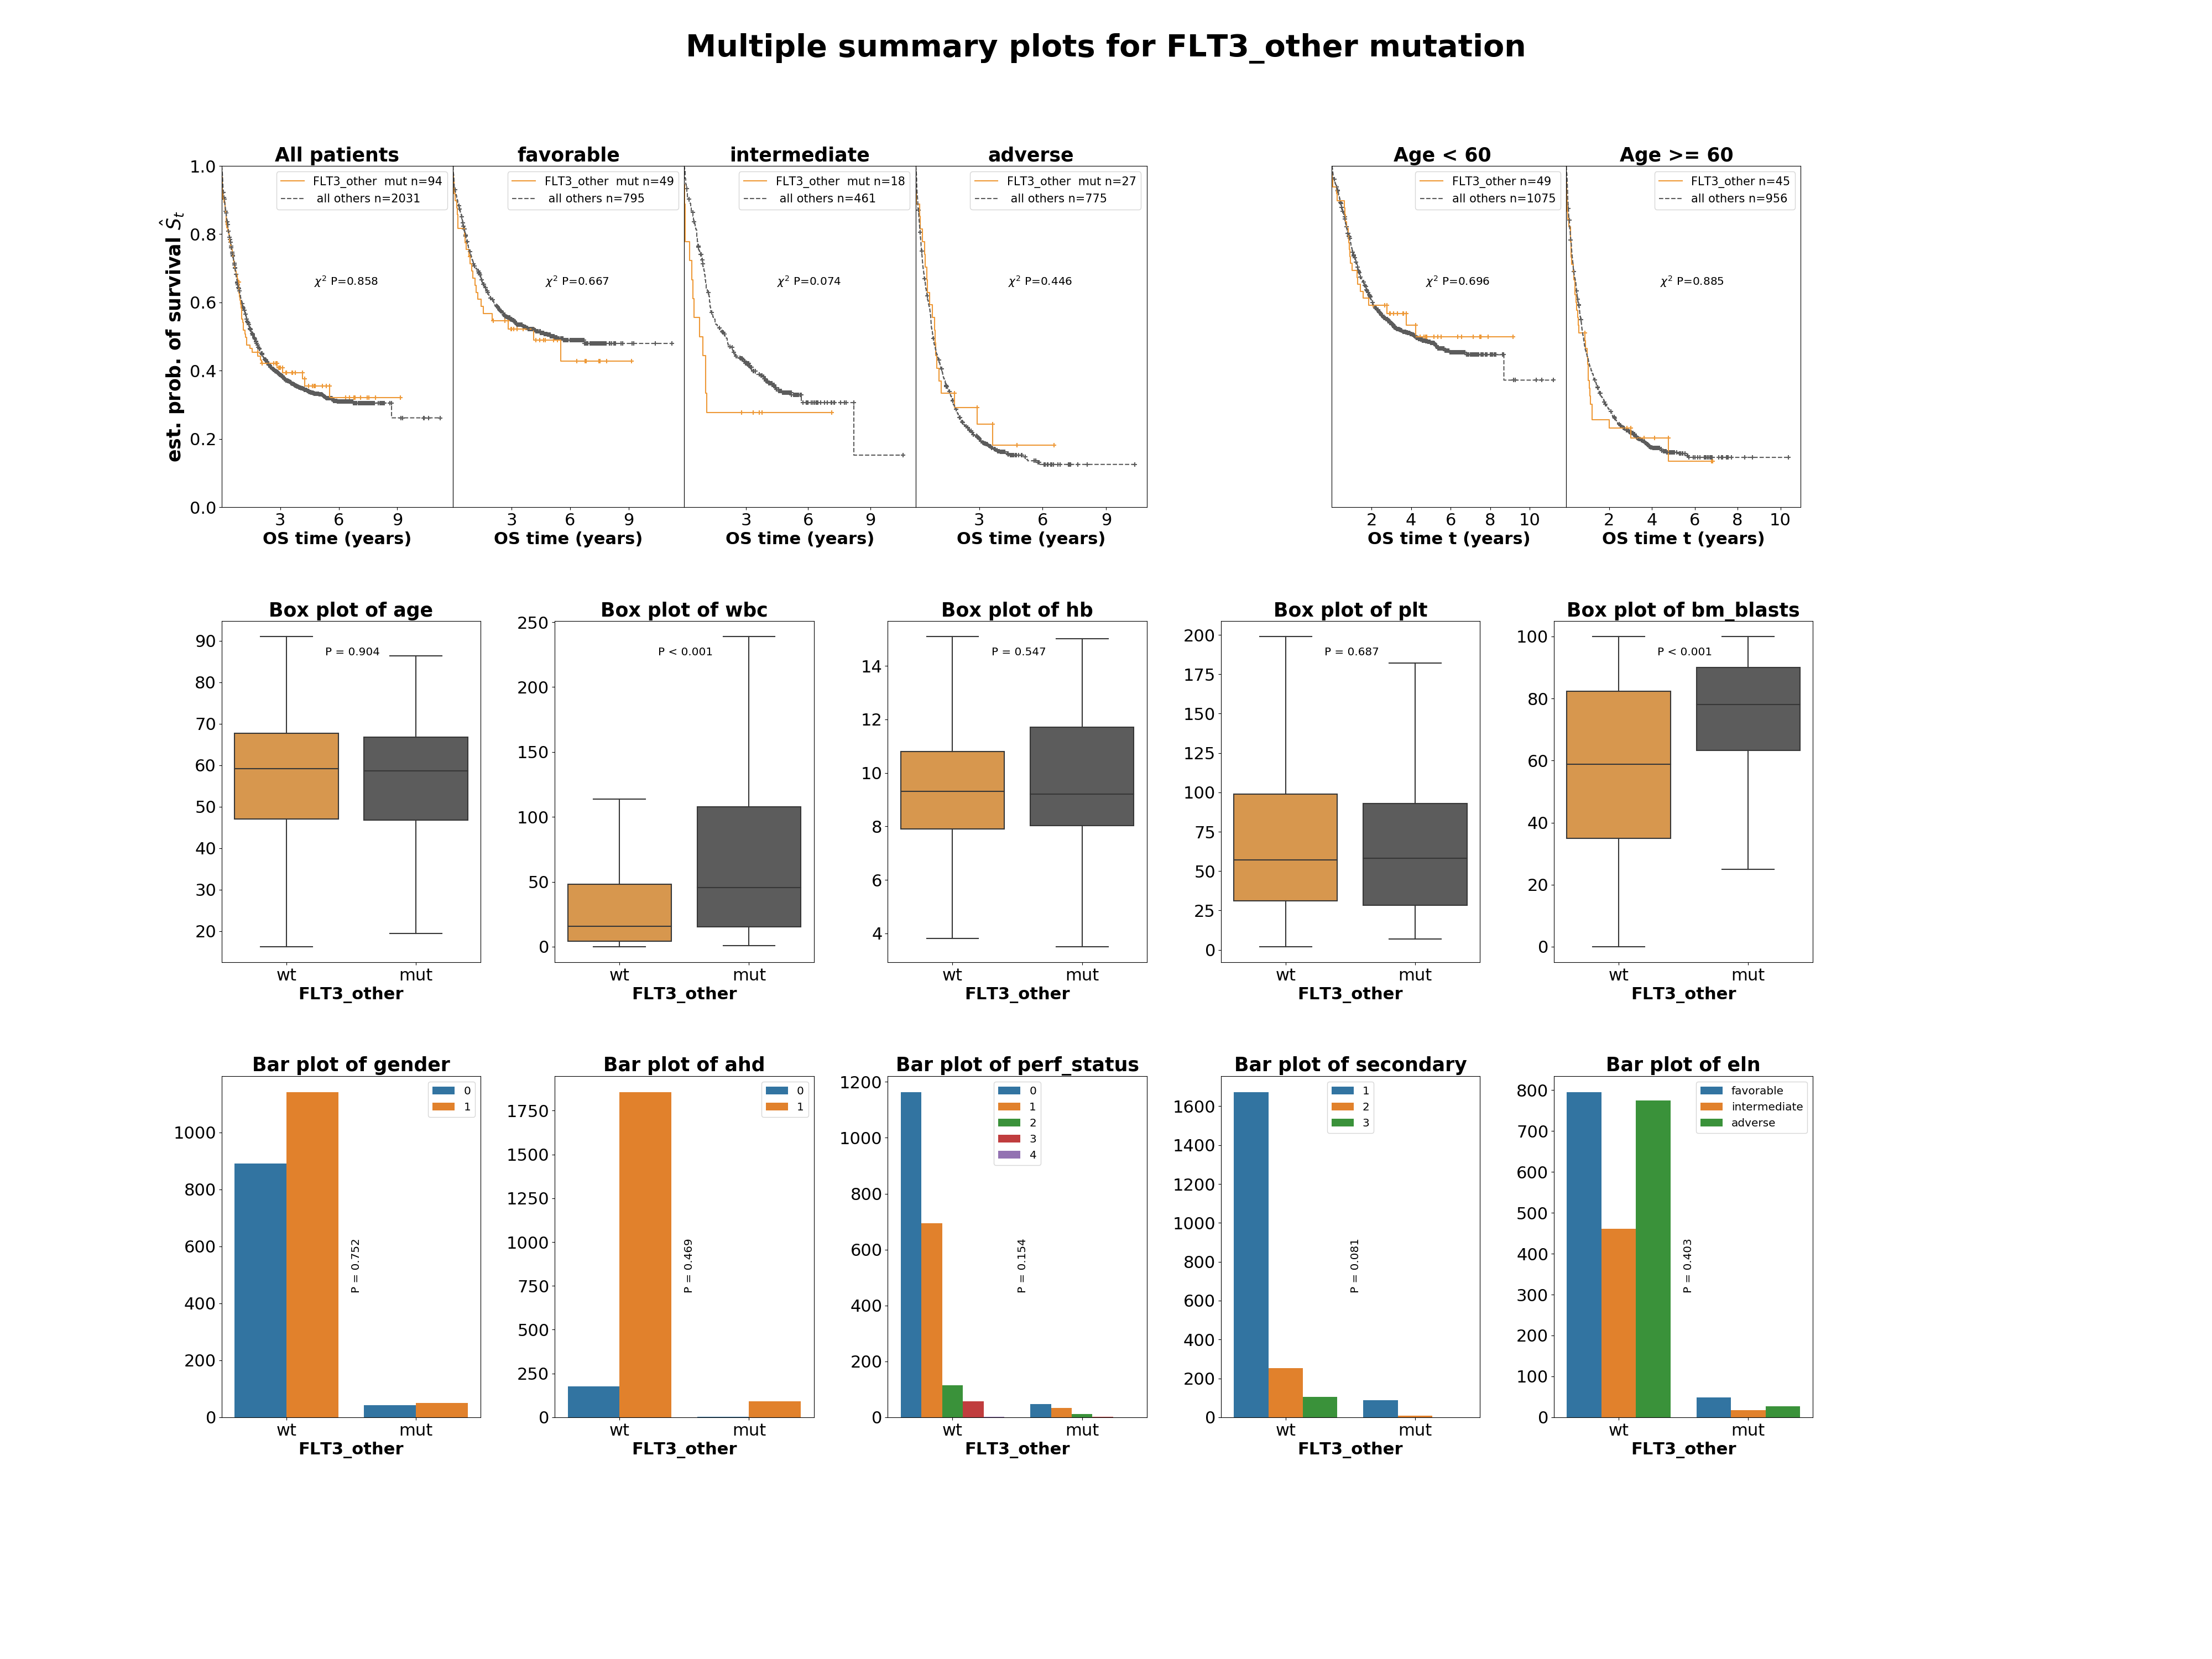 Multiple summary plots for FLT3_other mutation
All patients
favorable
intermediate
adverse
Age < 60
Age >= 60
est. prob. of survival Ŝt
1.0
0.8
0.6
0.4
0.2
0.0
FLT3_other  mut n=94
all others n=2031
χ² P=0.858
3 6 9
OS time (years)
FLT3_other  mut n=49
all others n=795
χ² P=0.667
3 6 9
OS time (years)
FLT3_other  mut n=18
all others n=461
χ² P=0.074
3 6 9
OS time (years)
FLT3_other  mut n=27
all others n=775
χ² P=0.446
3 6 9
OS time (years)
FLT3_other n=49
all others n=1075
χ² P=0.696
2 4 6 8 10
OS time t (years)
FLT3_other n=45
all others n=956
χ² P=0.885
2 4 6 8 10
OS time t (years)
Box plot of age
90
80
70
60
50
40
30
20
P = 0.904
wt mut
FLT3_other
Box plot of wbc
250
200
150
100
50
0
P < 0.001
wt mut
FLT3_other
Box plot of hb
14
12
10
8
6
4
P = 0.547
wt mut
FLT3_other
Box plot of plt
200
175
150
125
100
75
50
25
0
P = 0.687
wt mut
FLT3_other
Box plot of bm_blasts
100
80
60
40
20
0
P < 0.001
wt mut
FLT3_other
Bar plot of gender
1000
800
600
400
200
0
0
1
P = 0.752
wt mut
FLT3_other
Bar plot of ahd
1750
1500
1250
1000
750
500
250
0
0
1
P = 0.469
wt mut
FLT3_other
Bar plot of perf_status
1200
1000
800
600
400
200
0
0
1
2
3
4
P = 0.154
wt mut
FLT3_other
Bar plot of secondary
1600
1400
1200
1000
800
600
400
200
0
1
2
3
P = 0.081
wt mut
FLT3_other
Bar plot of eln
800
700
600
500
400
300
200
100
0
favorable
intermediate
adverse
P = 0.403
wt mut
FLT3_other